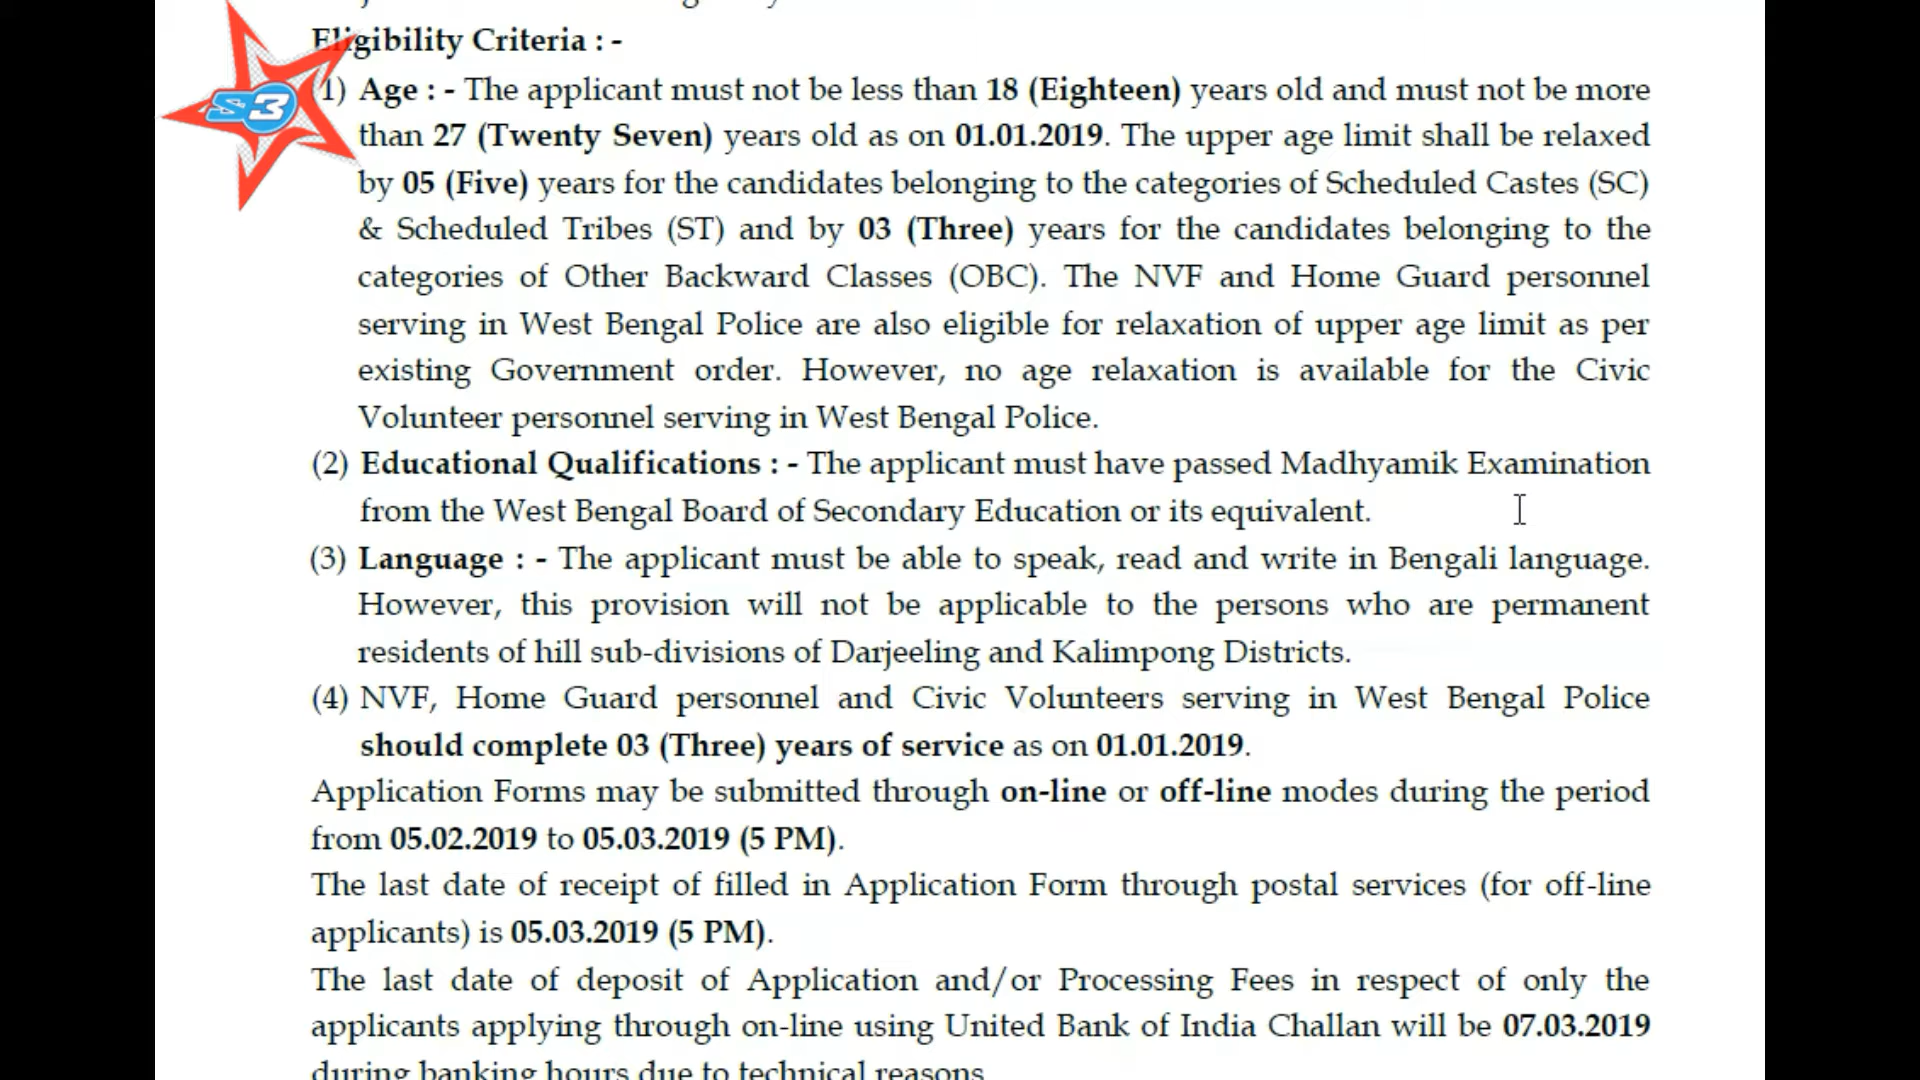 Eligibility Criteria : -
S3
(1) Age : - The applicant must not be less than 18 (Eighteen) years old and must not be more
than 27 (Twenty Seven) years old as on 01.01.2019. The upper age limit shall be relaxed
by 05 (Five) years for the candidates belonging to the categories of Scheduled Castes (SC)
& Scheduled Tribes (ST) and by 03 (Three) years for the candidates belonging to the
categories of Other Backward Classes (OBC). The NVF and Home Guard personnel
serving in West Bengal Police are also eligible for relaxation of upper age limit as per
existing Government order. However, no age relaxation is available for the Civic
Volunteer personnel serving in West Bengal Police.
(2) Educational Qualifications : - The applicant must have passed Madhyamik Examination
from the West Bengal Board of Secondary Education or its equivalent.
(3) Language : - The applicant must be able to speak, read and write in Bengali language.
However, this provision will not be applicable to the persons who are permanent
residents of hill sub-divisions of Darjeeling and Kalimpong Districts.
(4) NVF, Home Guard personnel and Civic Volunteers serving in West Bengal Police
should complete 03 (Three) years of service as on 01.01.2019.
Application Forms may be submitted through on-line or off-line modes during the period
from 05.02.2019 to 05.03.2019 (5 PM).
The last date of receipt of filled in Application Form through postal services (for off-line
applicants) is 05.03.2019 (5 PM).
The last date of deposit of Application and/or Processing Fees in respect of only the
applicants applying through on-line using United Bank of India Challan will be 07.03.2019
during banking hours due to technical reasons